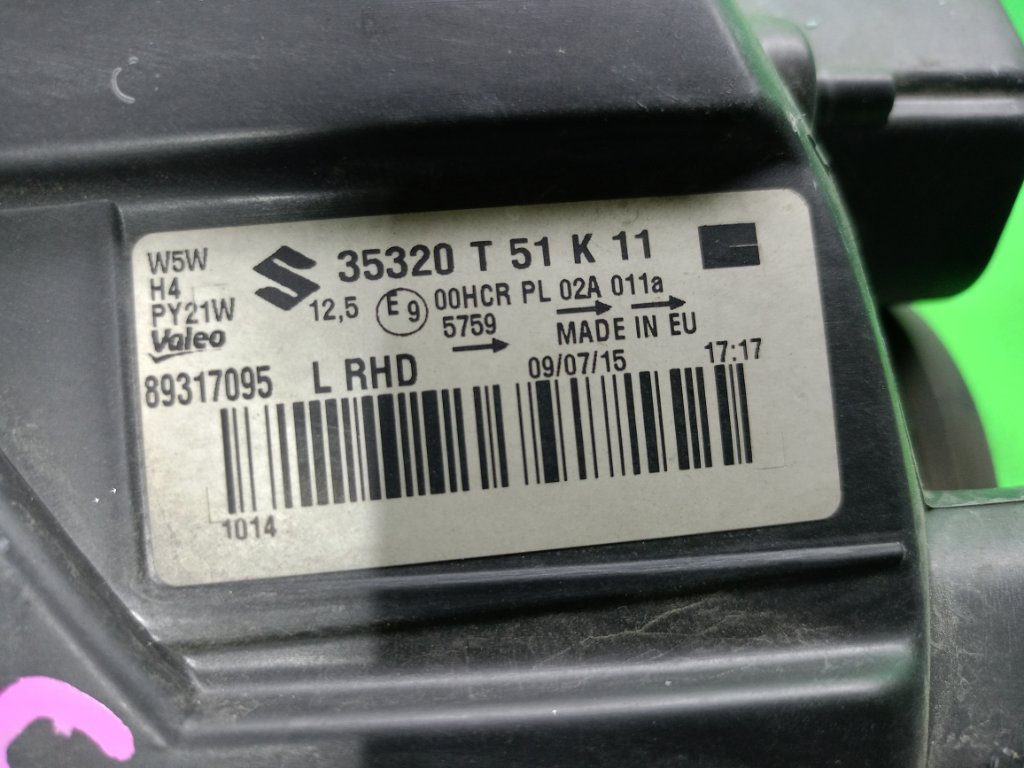 W5W
H4
PY21W
Valeo
35320 T 51 K 11
12,5 E9 00HCR PL 02A 011a
5759
MADE IN EU
89317095 L RHD 09/07/15 17:17
1014